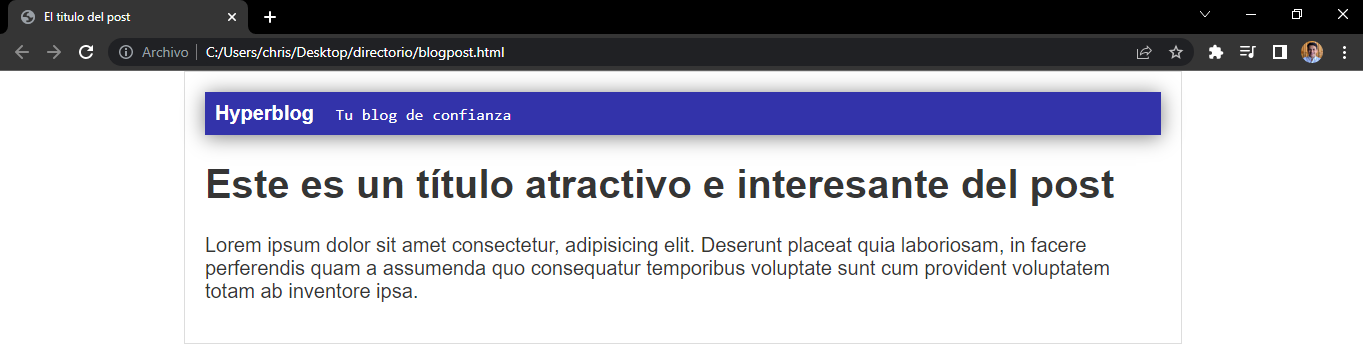 El titulo del post
Archivo C:/Users/chris/Desktop/directorio/blogpost.html
Hyperblog Tu blog de confianza
Este es un título atractivo e interesante del post
Lorem ipsum dolor sit amet consectetur, adipisicing elit. Deserunt placeat quia laboriosam, in facere
perferendis quam a assumenda quo consequatur temporibus voluptate sunt cum provident voluptatem
totam ab inventore ipsa.